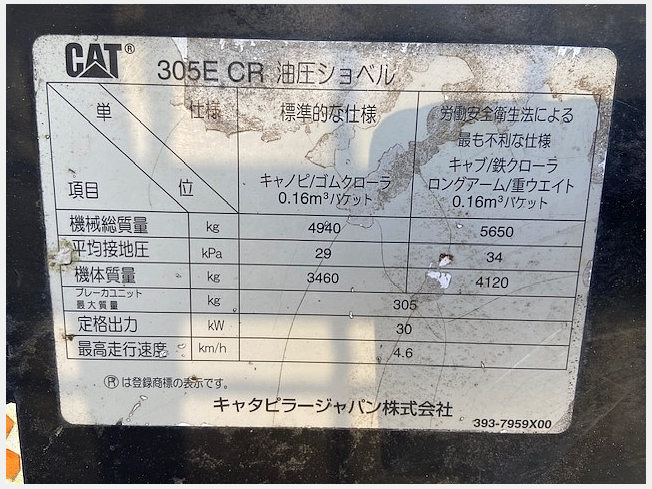 CAT® 305E CR 油圧ショベル
単 仕様 標準的な仕様 労働安全衛生法による
最も不利な仕様
項目 位 キャノピ/ゴムクローラ キャブ/鉄クローラ
0.16m³バケット ロングアーム/重ウエイト
0.16m³バケット
機械総質量 kg 4940 5650
平均接地圧 kPa 29 34
機体質量 kg 3460 4120
ブレーカユニット
最大質量 kg 305
定格出力 kW 30
最高走行速度 km/h 4.6
Ⓡは登録商標の表示です。
キャタピラージャパン株式会社
393-7959X00